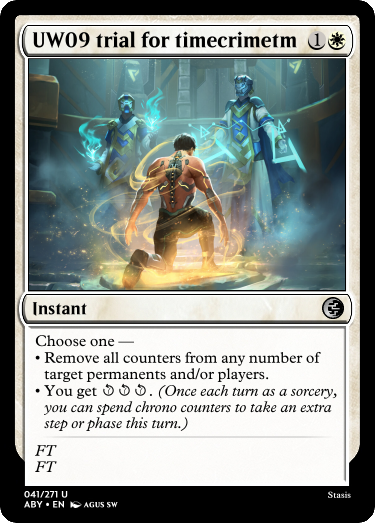 UW09 trial for timecrimetm 1
Instant
Choose one —
• Remove all counters from any number of
target permanents and/or players.
• You get . (Once each turn as a sorcery,
you can spend chrono counters to take an extra
step or phase this turn.)
FT
FT
041/271 U
ABY • EN AGUS SW
Stasis